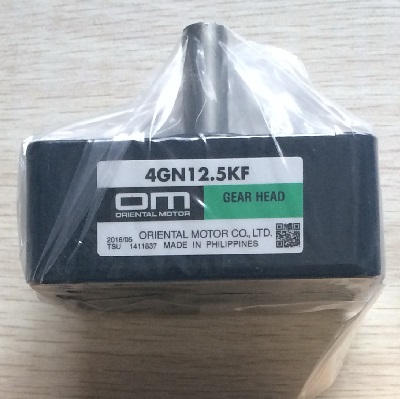 4GN12.5KF
OM
ORIENTAL MOTOR
GEAR HEAD
ORIENTAL MOTOR CO., LTD.
2016/05
TSU 1411637 MADE IN PHILIPPINES